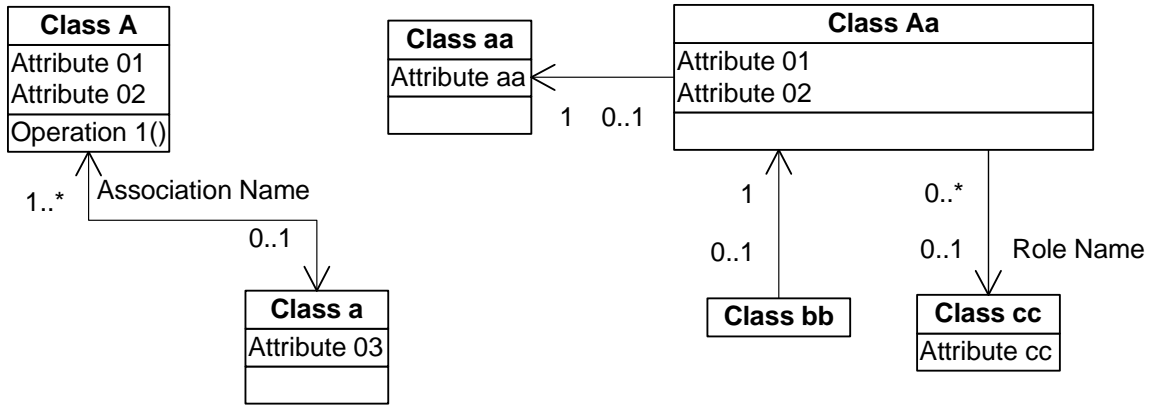 Class A
Attribute 01
Attribute 02
Operation 1()
1..*
Association Name
0..1
Class a
Attribute 03
Class aa
Attribute aa
1
0..1
Class Aa
Attribute 01
Attribute 02
1
0..1
Class bb
0..*
0..1
Role Name
Class cc
Attribute cc